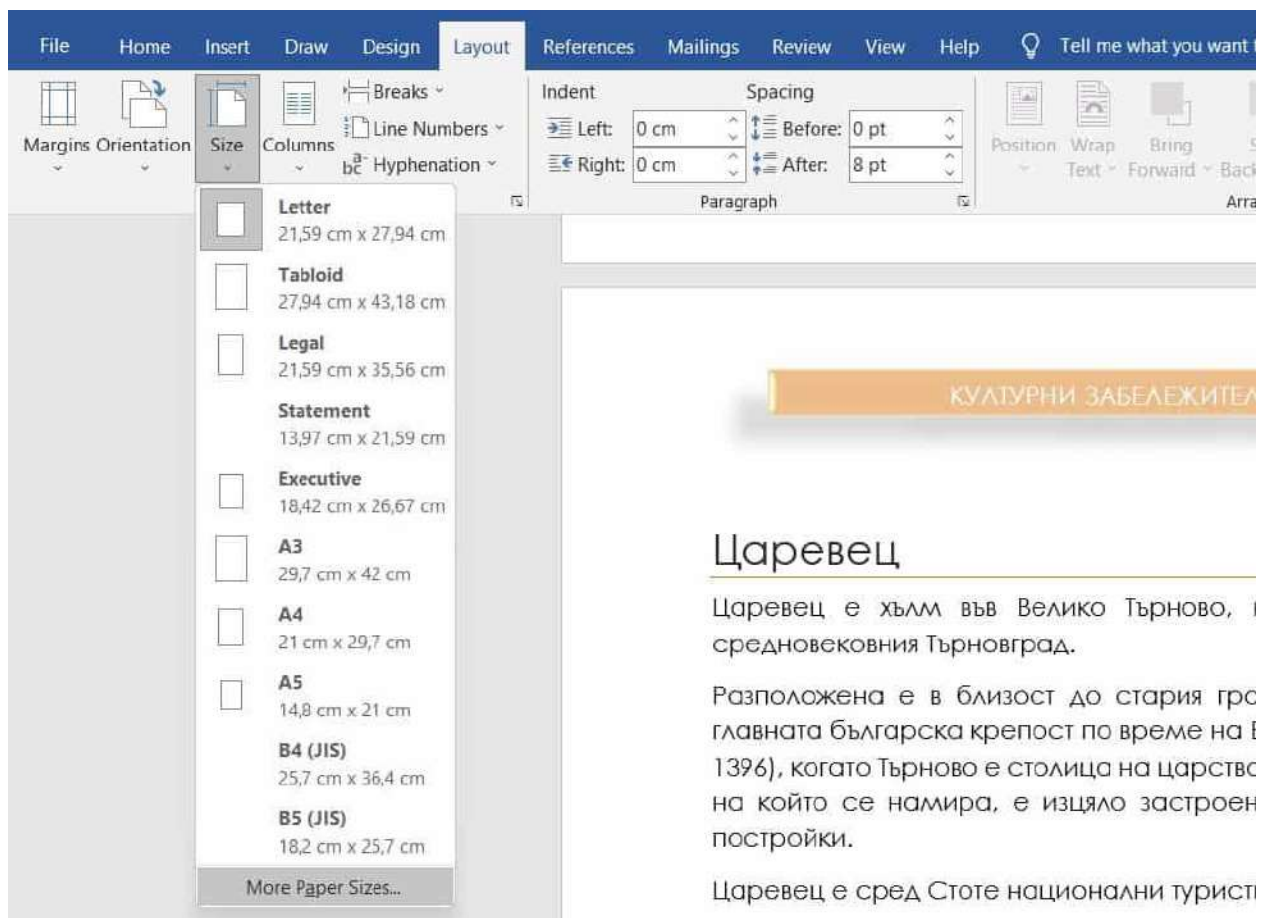 File Home Insert Draw Design Layout References Mailings Review View Help Tell me what you want
Margins Orientation Size Columns
Breaks
Line Numbers
Hyphenation
Indent Spacing
Left: 0 cm Before: 0 pt
Right: 0 cm After: 8 pt
Paragraph
Position Wrap Text Bring Forward
Letter
21,59 cm x 27,94 cm
Tabloid
27,94 cm x 43,18 cm
Legal
21,59 cm x 35,56 cm
Statement
13,97 cm x 21,59 cm
Executive
18,42 cm x 26,67 cm
A3
29,7 cm x 42 cm
A4
21 cm x 29,7 cm
A5
14,8 cm x 21 cm
B4 (JIS)
25,7 cm x 36,4 cm
B5 (JIS)
18,2 cm x 25,7 cm
More Paper Sizes...
КУЛТУРНИ
Царевец
Царевец е хълм във Велико Търново,
средновековния Търновград.
Разположена е в близост до стария
главната българска крепост по време на
1396), когато Търново е столица на
на който се намира, е изцяло
постройки.
Царевец е сред Стоте национални